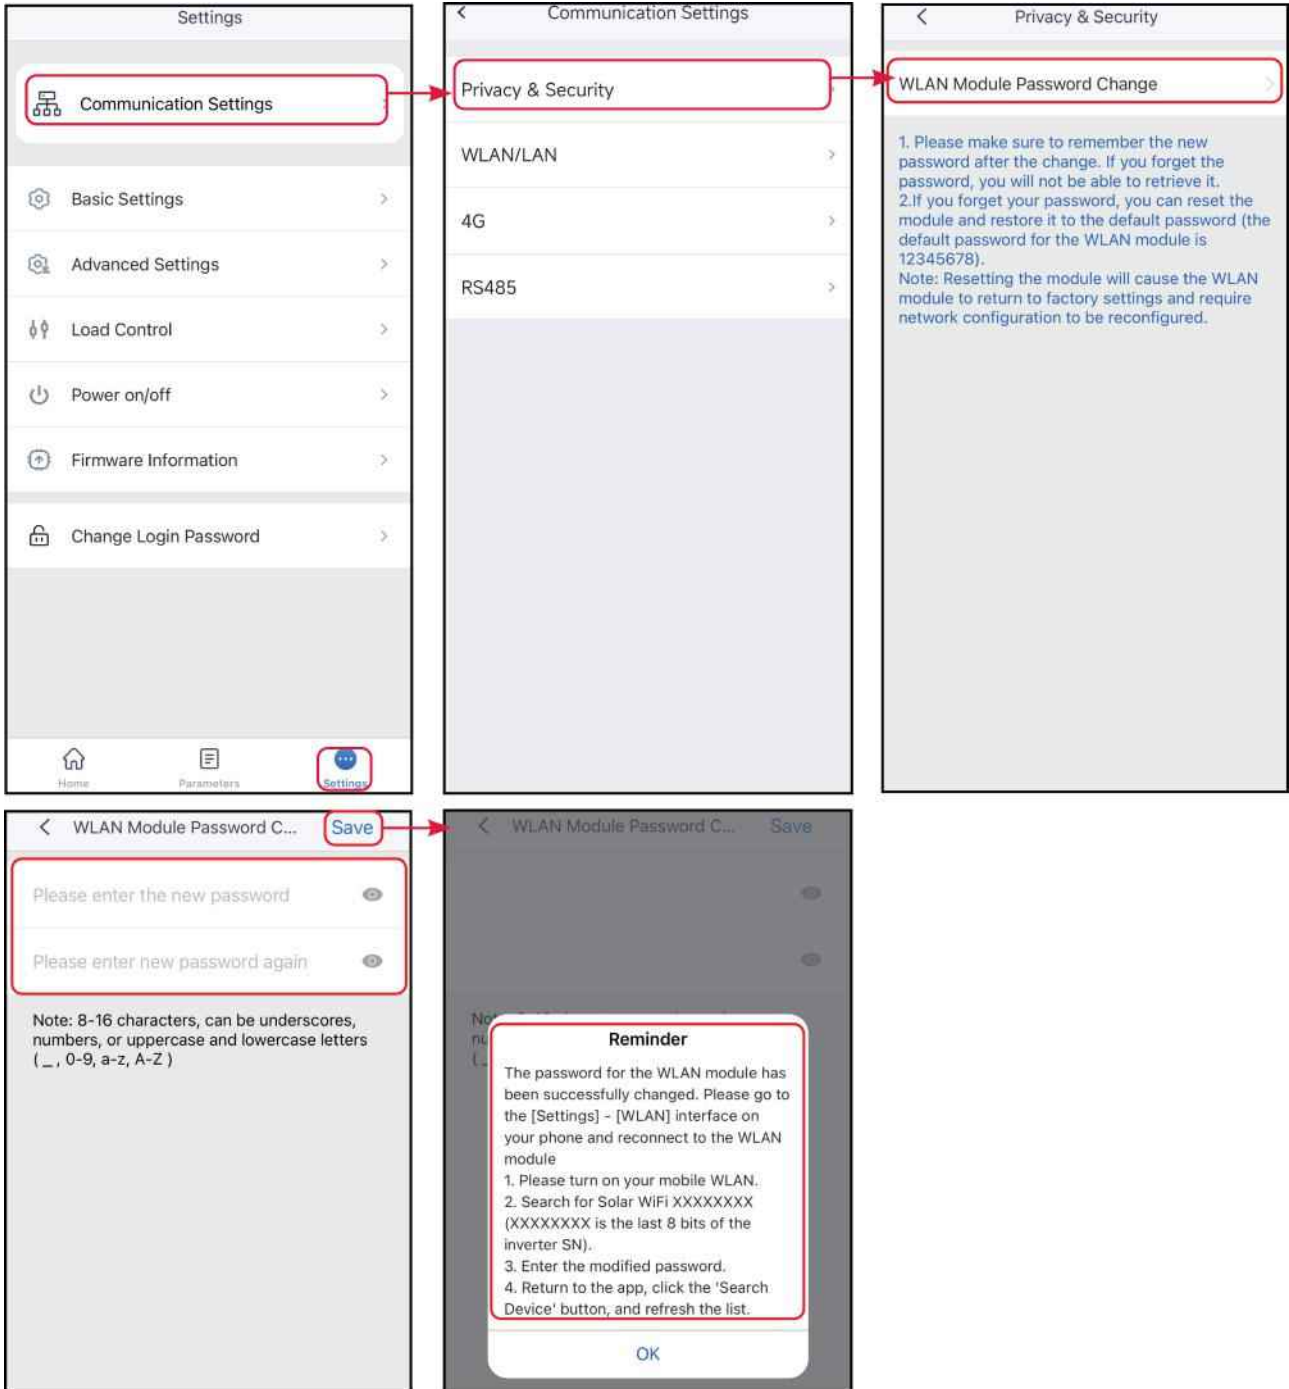 Settings
Communication Settings
Basic Settings
Advanced Settings
Load Control
Power on/off
Firmware Information
Change Login Password
Home
Parameters
Settings
Communication Settings
Privacy & Security
WLAN/LAN
4G
RS485
Privacy & Security
WLAN Module Password Change
1. Please make sure to remember the new
password after the change. If you forget the
password, you will not be able to retrieve it.
2.If you forget your password, you can reset the
module and restore it to the default password (the
default password for the WLAN module is
12345678).
Note: Resetting the module will cause the WLAN
module to return to factory settings and require
network configuration to be reconfigured.
WLAN Module Password C...
Save
Please enter the new password
Please enter new password again
Note: 8-16 characters, can be underscores,
numbers, or uppercase and lowercase letters
( _ , 0-9, a-z, A-Z )
WLAN Module Password C...
Save
Reminder
The password for the WLAN module has
been successfully changed. Please go to
the [Settings] - [WLAN] interface on
your phone and reconnect to the WLAN
module
1. Please turn on your mobile WLAN.
2. Search for Solar WiFi XXXXXXXX
(XXXXXXXX is the last 8 bits of the
inverter SN).
3. Enter the modified password.
4. Return to the app, click the 'Search
Device' button, and refresh the list.
OK